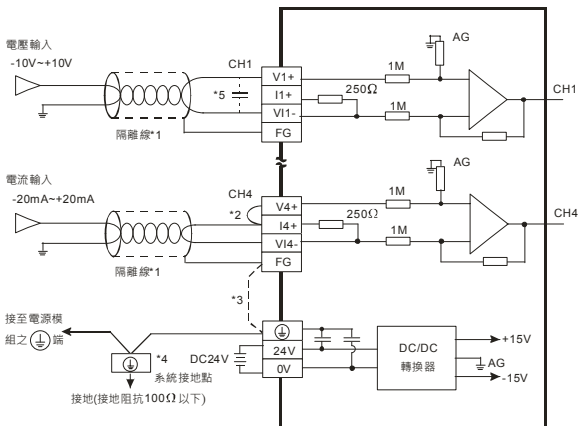 電壓輸入
-10V~+10V
CH1
*5
隔離線*1
V1+
I1+
VI1-
FG
250Ω
1M
1M
AG
CH1
電流輸入
-20mA~+20mA
CH4
*2
隔離線*1
V4+
I4+
VI4-
FG
250Ω
1M
1M
AG
CH4
*3
接至電源模
組之 端
*4
系統接地點
接地(接地阻抗100Ω以下)
DC24V
24V
0V
DC/DC
轉換器
+15V
AG
-15V